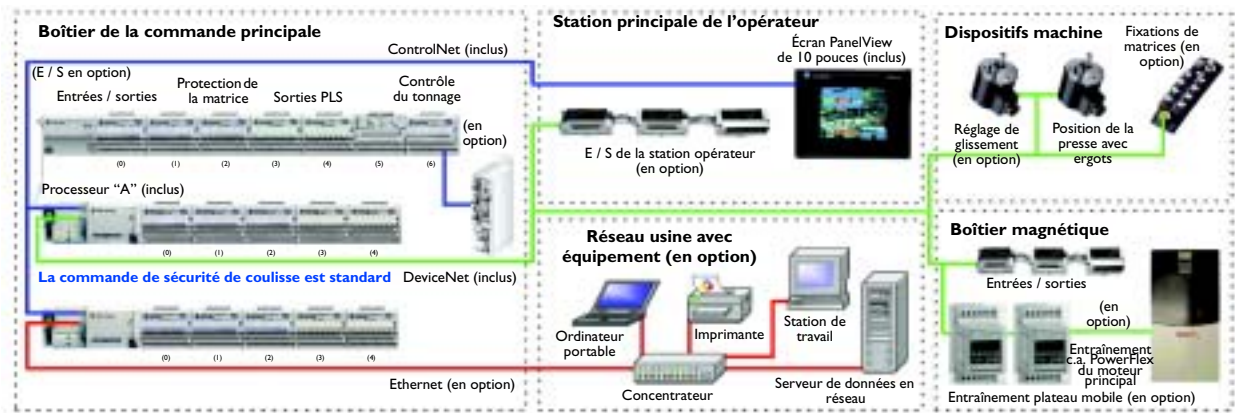 Boîtier de la commande principale
ControlNet (inclus)
(E / S en option)
Entrées / sorties
Protection de
la matrice
Sorties PLS
Contrôle
du tonnage
(en
option)
(0)
(1)
(2)
(3)
(4)
(5)
(6)
Processeur “A” (inclus)
(0)
(1)
(2)
(3)
(4)
La commande de sécurité de coulisse est standard
DeviceNet (inclus)
(0)
(1)
(2)
(3)
(4)
Ethernet (en option)
Station principale de l’opérateur
Écran PanelView
de 10 pouces (inclus)
E / S de la station opérateur
(en option)
Réseau usine avec
équipement (en option)
Ordinateur
portable
Imprimante
Station de
travail
Concentrateur
Serveur de données en
réseau
Dispositifs machine
Fixations de
matrices (en
option)
Réglage de
glissement
(en option)
Position de la
presse avec
ergots
Boîtier magnétique
Entrées / sorties
(en
option)
Entraînement
c.a. PowerFlex
du moteur
principal
Entraînement plateau mobile (en option)